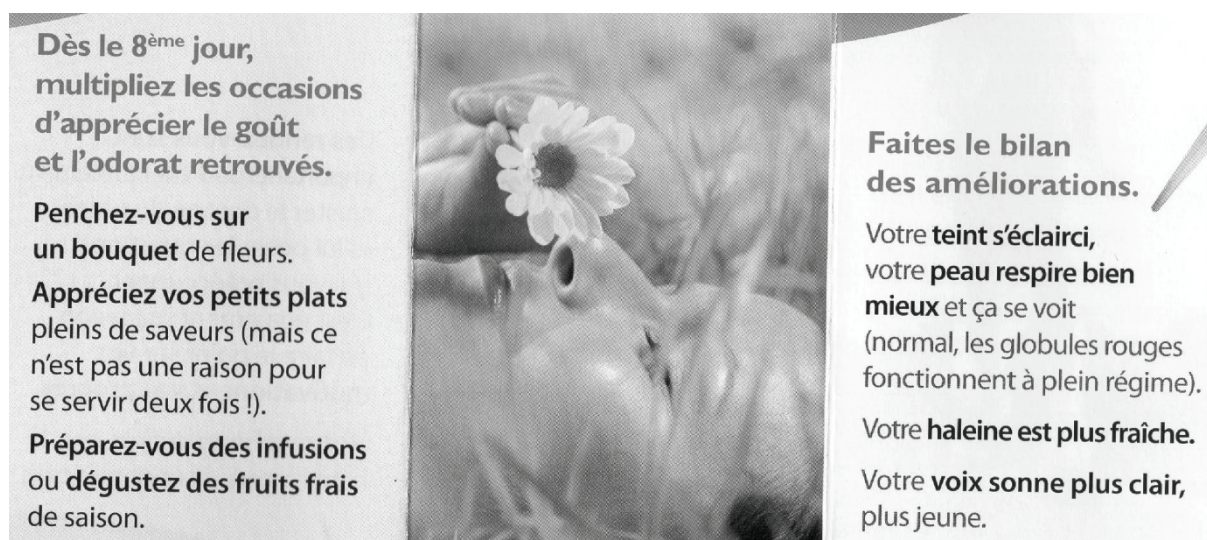 Dès le 8ème jour,
multipliez les occasions
d'apprécier le goût
et l'odorat retrouvés.
Penchez-vous sur
un bouquet de fleurs.
Appréciez vos petits plats
pleins de saveurs (mais ce
n'est pas une raison pour
se servir deux fois !).
Préparez-vous des infusions
ou dégustez des fruits frais
de saison.
Faites le bilan
des améliorations.
Votre teint s'éclairci,
votre peau respire bien
mieux et ça se voit
(normal, les globules rouges
fonctionnent à plein régime).
Votre haleine est plus fraîche.
Votre voix sonne plus clair,
plus jeune.